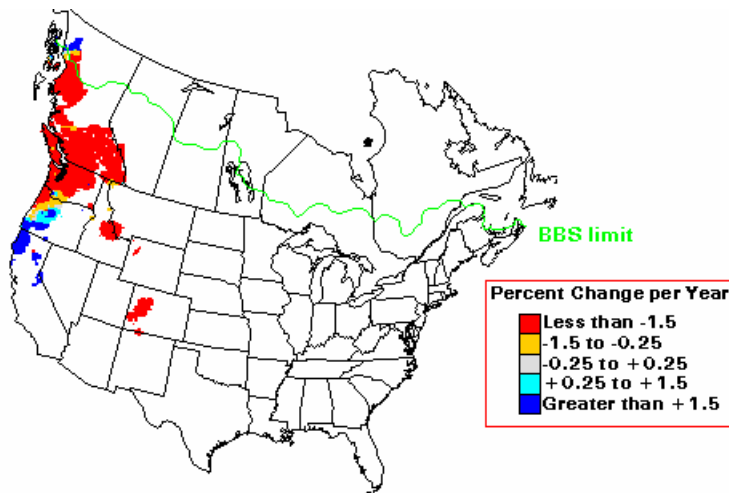 BBS limit
Percent Change per Year
Less than -1.5
-1.5 to -0.25
-0.25 to +0.25
+0.25 to +1.5
Greater than +1.5